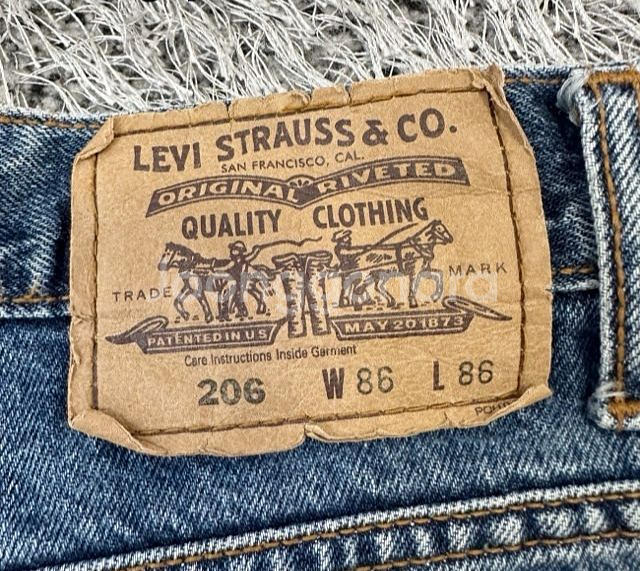 LEVI STRAUSS & CO.
SAN FRANCISCO, CAL.
ORIGINAL RIVETED
QUALITY CLOTHING
TRADE MARK
PATENTED IN U.S. MAY 20 1873
Care Instructions Inside Garment
206 W 86 L 86